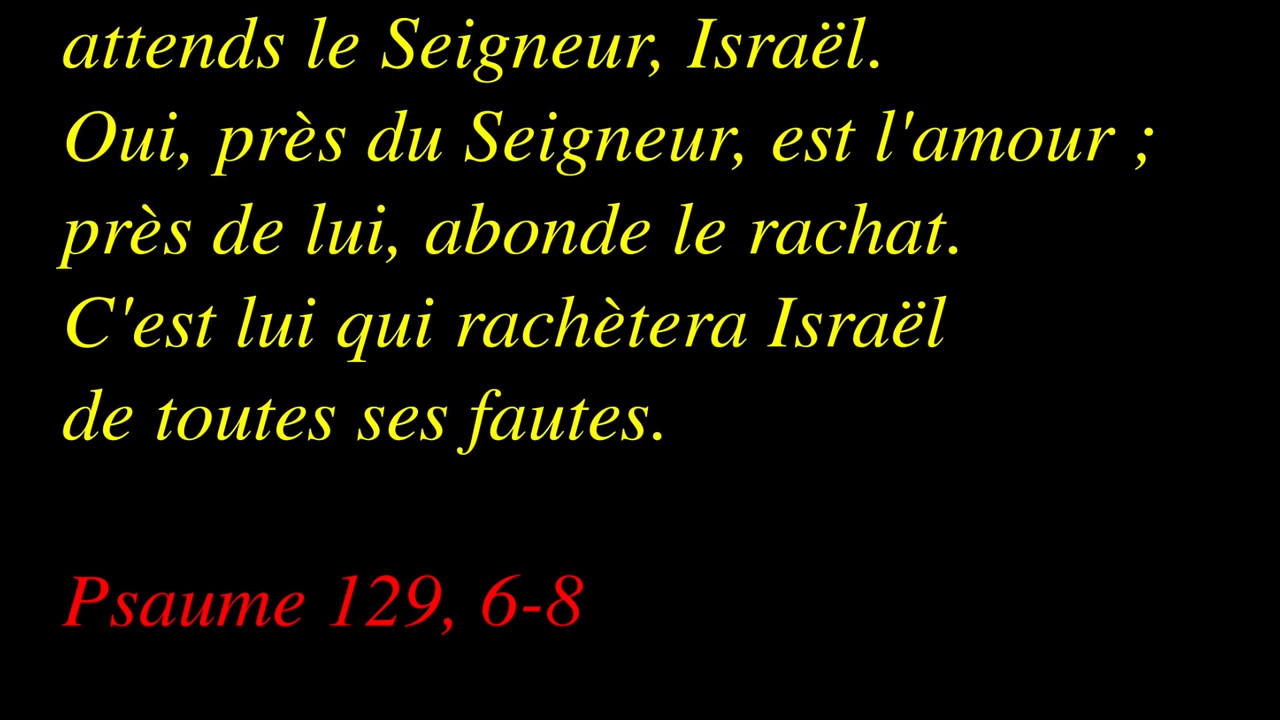 attends le Seigneur, Israël.
Oui, près du Seigneur, est l'amour ;
près de lui, abonde le rachat.
C'est lui qui rachètera Israël
de toutes ses fautes.
Psaume 129, 6-8